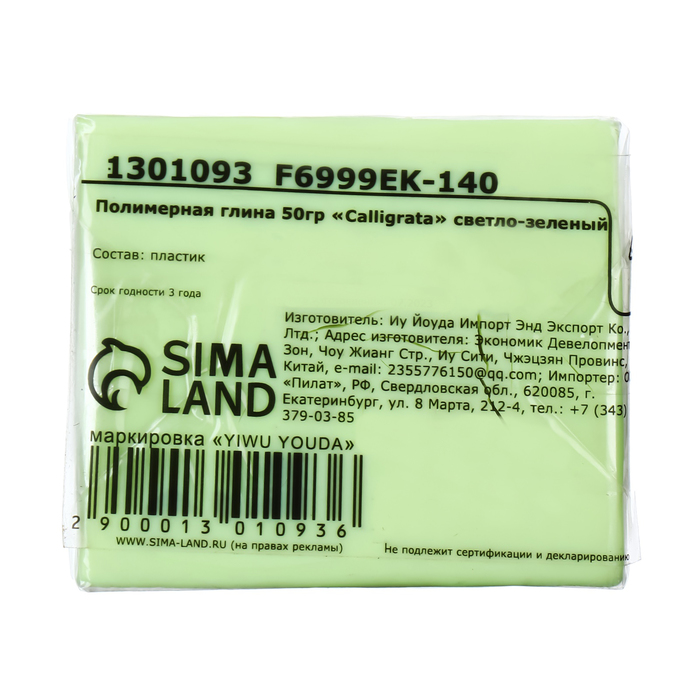 1301093 F6999EK-140
Полимерная глина 50гр «Calligrata» светло-зеленый
Состав: пластик
Срок годности 3 года
SIMA
LAND
Изготовитель: Иу Йоуда Импорт Энд Экспорт Ко.,
Лтд.; Адрес изготовителя: Экономик Девелопмент
Зон, Чоу Жианг Стр., Иу Сити, Чжэцзян Провинс,
Китай, e-mail: 2355776150@qq.com; Импортер:
«Пилат», РФ, Свердловская обл., 620085, г.
Екатеринбург, ул. 8 Марта, 212-4, тел.: +7 (343)
379-03-85
маркировка «YIWU YOUDA»
2 900013 010936
WWW.SIMA-LAND.RU (на правах рекламы)
Не подлежит сертификации и декларировании